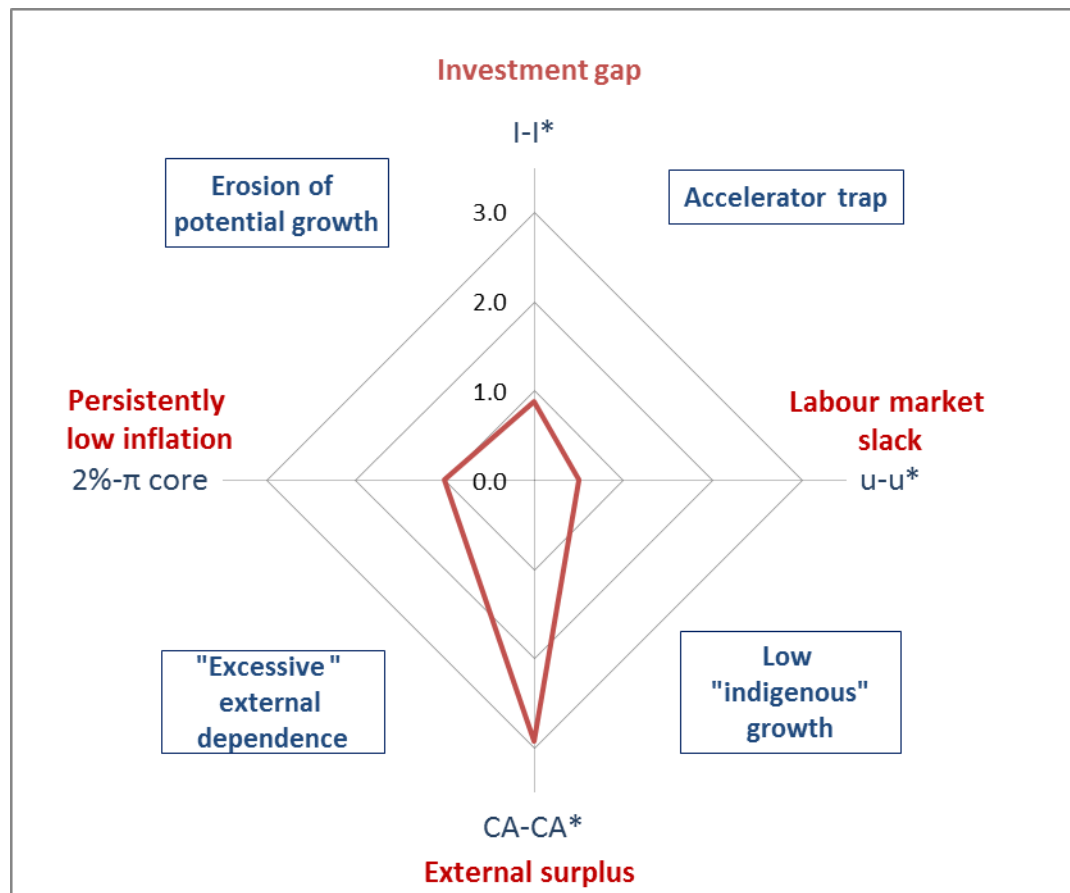 Investment gap
I-I*
Erosion of
potential growth
Accelerator trap
3.0
2.0
1.0
0.0
Persistently
low inflation
2%-π core
Labour market
slack
u-u*
"Excessive"
external
dependence
Low
"indigenous"
growth
CA-CA*
External surplus